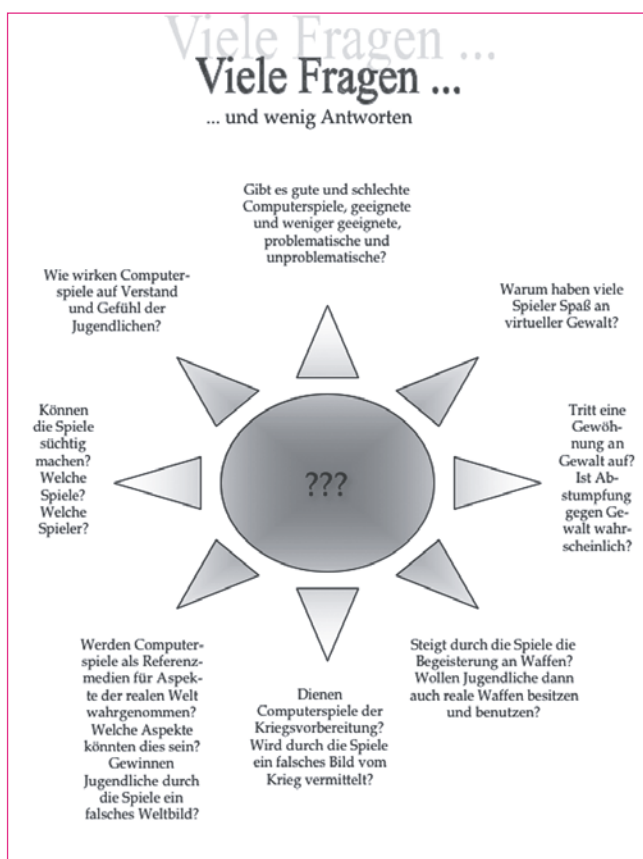 Viele Fragen ...
Viele Fragen ...
... und wenig Antworten
Gibt es gute und schlechte
Computerspiele, geeignete
und weniger geeignete,
problematische und
unproblematische?
Wie wirken Computer-
spiele auf Verstand
und Gefühl der
Jugendlichen?
Warum haben viele
Spieler Spaß an
virtueller Gewalt?
Können
die Spiele
süchtig
machen?
Welche
Spiele?
Welche
Spieler?
???
Tritt eine
Gewöh-
nung an
Gewalt auf?
Ist Ab-
stumpfung
gegen Ge-
walt wahr-
scheinlich?
Werden Computer-
spiele als Referenz-
medien für Aspek-
te der realen Welt
wahrgenommen?
Welche Aspekte
könnten dies sein?
Gewinnen
Jugendliche durch
die Spiele ein
falsches Weltbild?
Dienen
Computerspiele der
Kriegsvorbereitung?
Wird durch die Spiele
ein falsches Bild vom
Krieg vermittelt?
Steigt durch die Spiele die
Begeisterung an Waffen?
Wollen Jugendliche dann
auch reale Waffen besitzen
und benutzen?